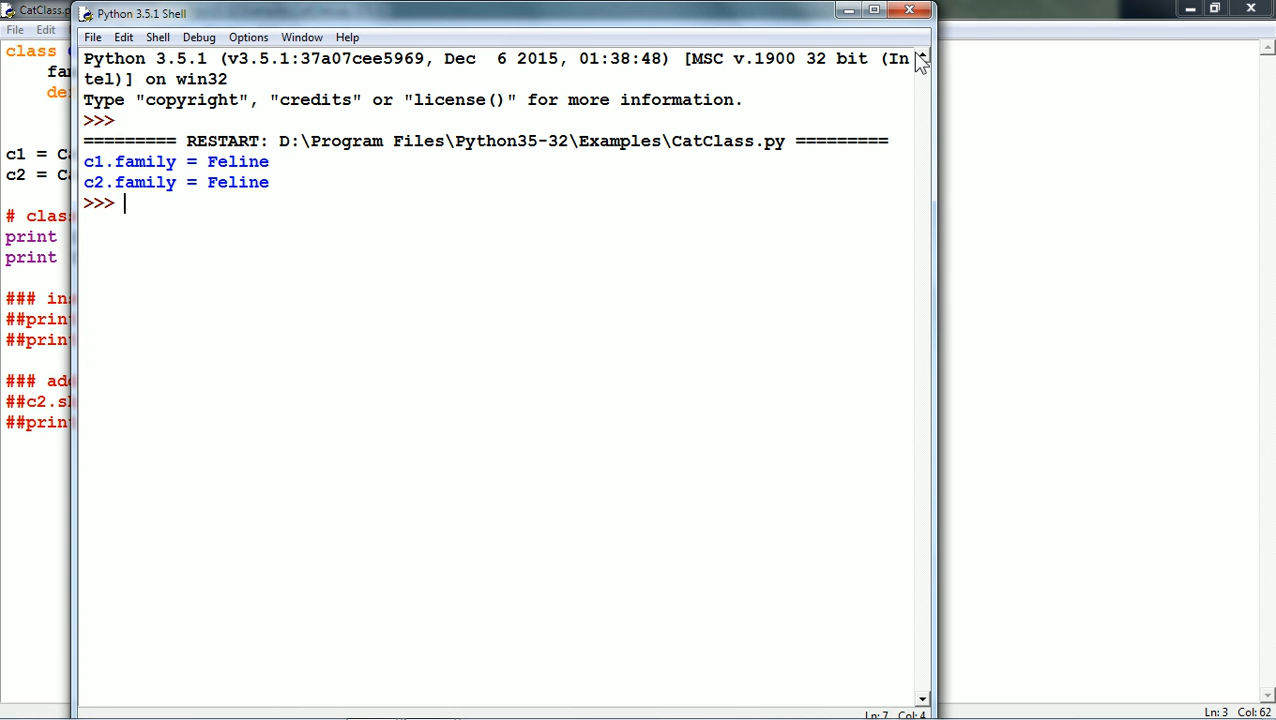 CatClass.p
Python 3.5.1 Shell
File Edit
File Edit Shell Debug Options Window Help
class
Python 3.5.1 (v3.5.1:37a07cee5969, Dec  6 2015, 01:38:48) [MSC v.1900 32 bit (In
tel)] on win32
Type "copyright", "credits" or "license()" for more information.
>>>
========= RESTART: D:\Program Files\Python35-32\Examples\CatClass.py =========
c1.family = Feline
c2.family = Feline
>>>
fam
de
c1 = Ca
c2 = Ca
# clas
print
print
### in
##prin
##prin
### ad
##c2.s
##prin
Ln: 7 Col: 4
Ln: 3 Col: 62